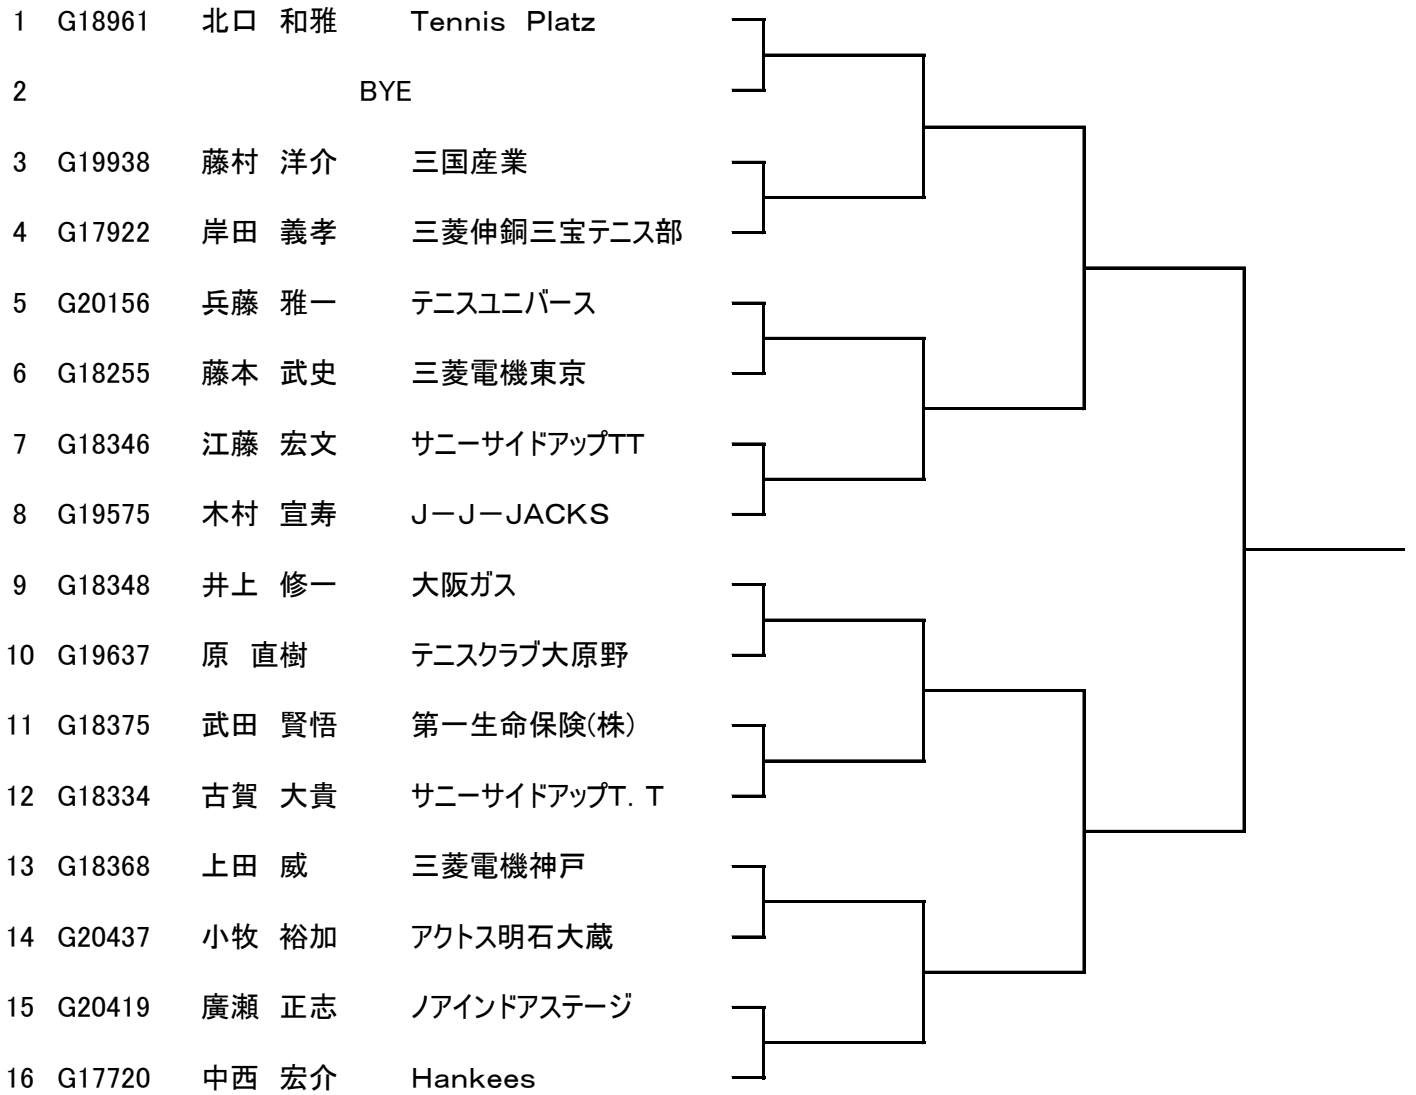 1 G18961 北口 和雅 Tennis Platz
2 BYE
3 G19938 藤村 洋介 三国産業
4 G17922 岸田 義孝 三菱伸銅三宝テニス部
5 G20156 兵藤 雅一 テニスユニバース
6 G18255 藤本 武史 三菱電機東京
7 G18346 江藤 宏文 サニーサイドアップTT
8 G19575 木村 宣寿 J－J－JACKS
9 G18348 井上 修一 大阪ガス
10 G19637 原 直樹 テニスクラブ大原野
11 G18375 武田 賢悟 第一生命保険(株)
12 G18334 古賀 大貴 サニーサイドアップT．T
13 G18368 上田 威 三菱電機神戸
14 G20437 小牧 裕加 アクトス明石大蔵
15 G20419 廣瀬 正志 ノアインドアステージ
16 G17720 中西 宏介 Hankees